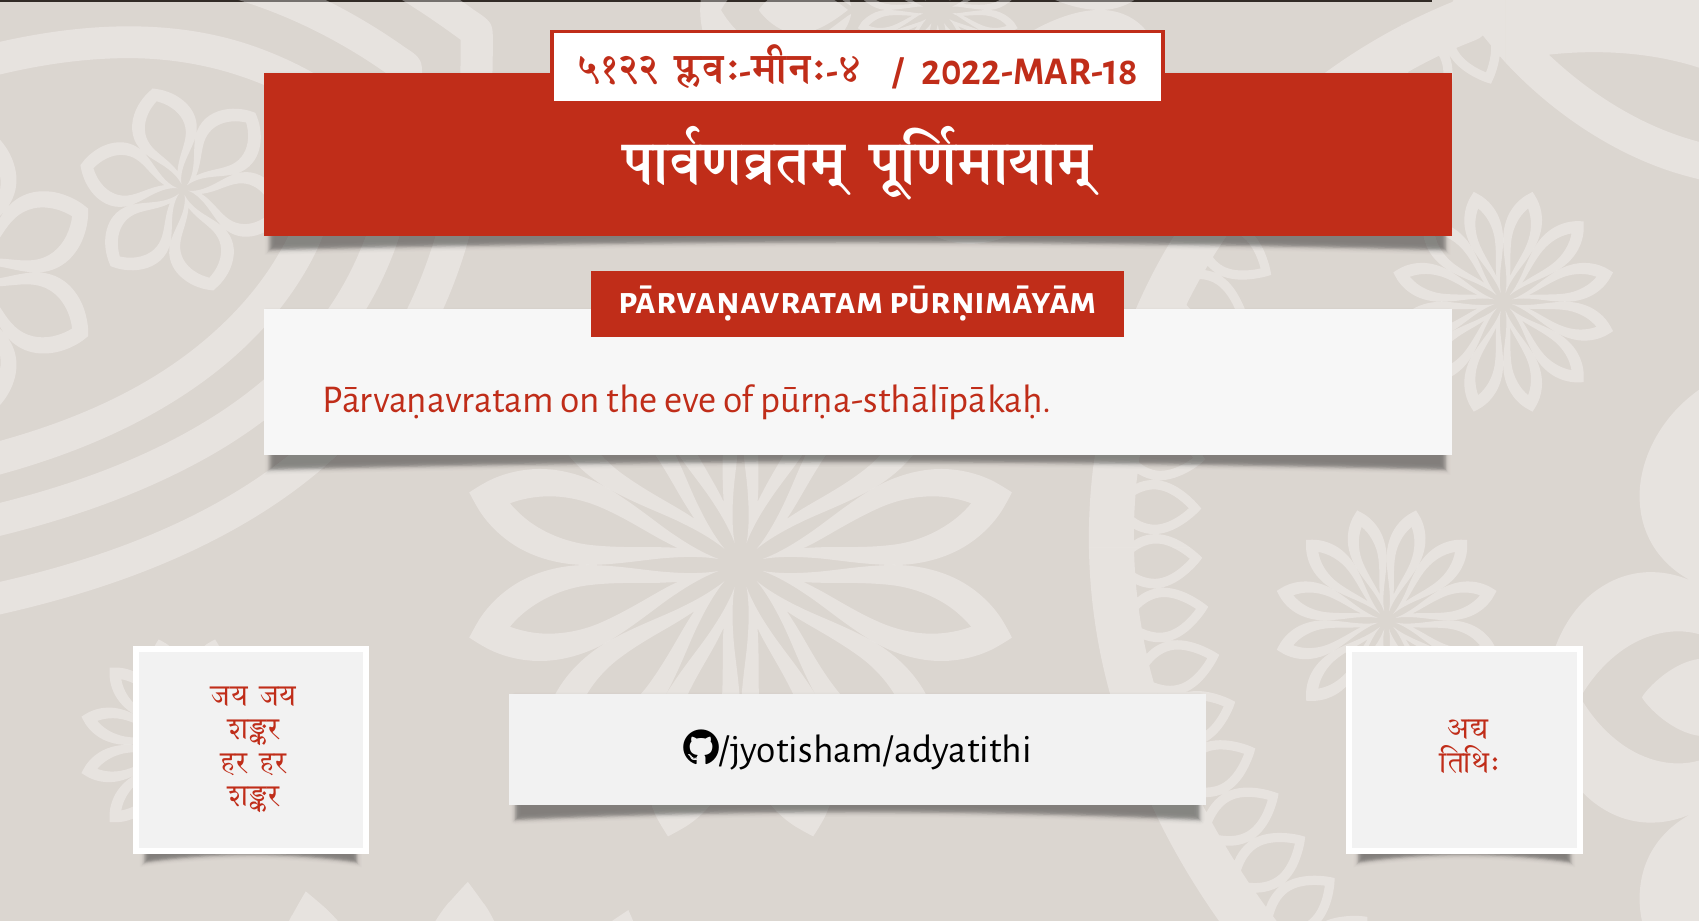 ५१२२ प्लवः-मीनः-४ / 2022-MAR-18
पार्वणव्रतम् पूर्णिमायाम्
PĀRVAṆAVRATAM PŪRṆIMĀYĀM
Pārvaṇavratam on the eve of pūrṇa-sthālīpākaḥ.
जय जय
शङ्कर
हर हर
शङ्कर
/jyotisham/adyatithi
अद्य
तिथिः